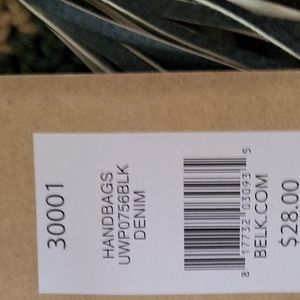 30001
HANDBAGS
UWP0756BLK
DENIM
8 17732 03093 5
BELK.COM
$28.00